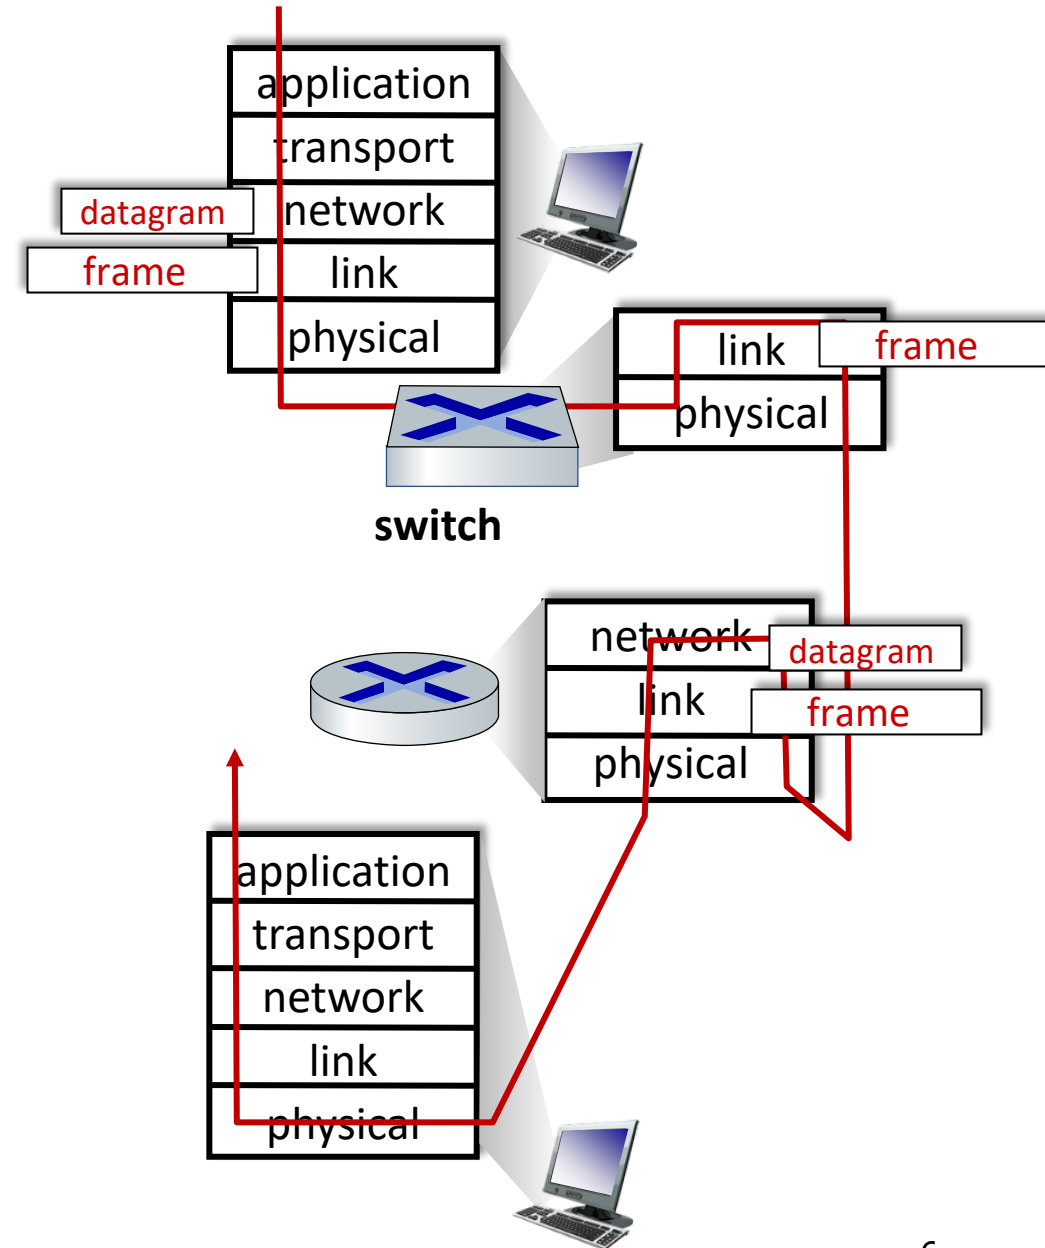 application
transport
datagram
network
frame
link
physical
link
frame
physical
switch
network
datagram
link
frame
physical
application
transport
network
link
physical